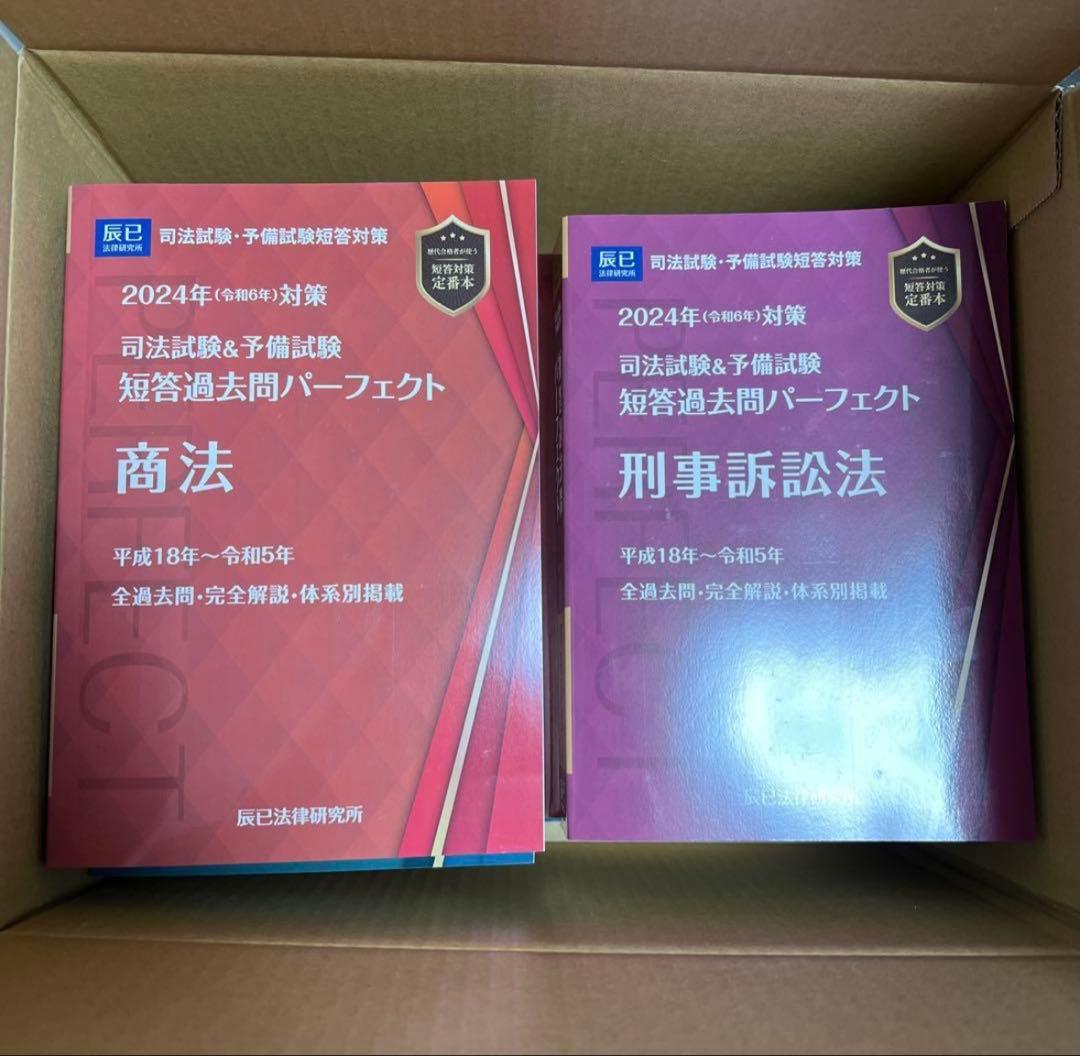 辰已
法律研究所
司法試験・予備試験短答対策
歴代合格者が使う
短答対策
定番本
2024年(令和6年)対策
司法試験&予備試験
短答過去問パーフェクト
商法
平成18年～令和5年
全過去問・完全解説・体系別掲載
PERFECT
辰已法律研究所
辰已
法律研究所
司法試験・予備試験短答対策
歴代合格者が使う
短答対策
定番本
2024年(令和6年)対策
司法試験&予備試験
短答過去問パーフェクト
刑事訴訟法
平成18年～令和5年
全過去問・完全解説・体系別掲載
PERFECT
辰已法律研究所